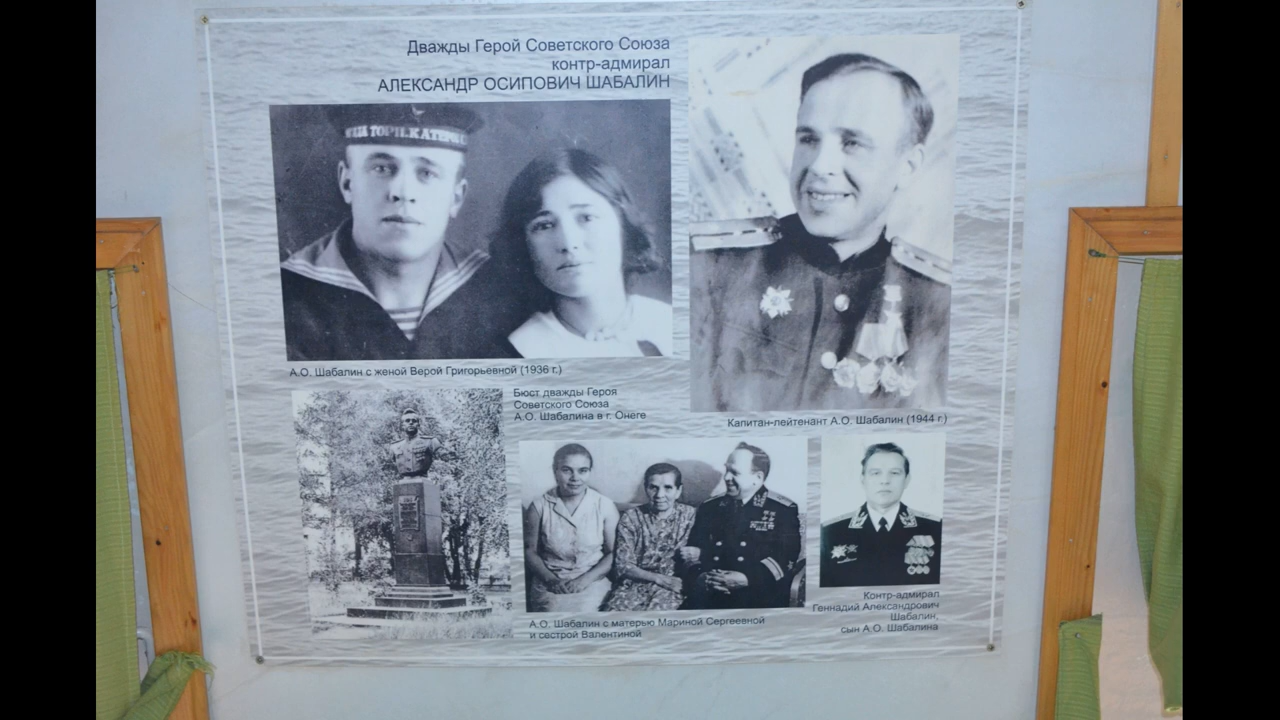 Дважды Герой Советского Союза
контр-адмирал
АЛЕКСАНДР ОСИПОВИЧ ШАБАЛИН
ТОРП.КАТЕРО
А.О. Шабалин с женой Верой Григорьевной (1936 г.)
Бюст дважды Героя
Советского Союза
А.О. Шабалина в г. Онеге
Капитан-лейтенант А.О. Шабалин (1944 г.)
А.О. Шабалин с матерью Мариной Сергеевной
и сестрой Валентиной
Контр-адмирал
Геннадий Александрович
Шабалин,
сын А.О. Шабалина